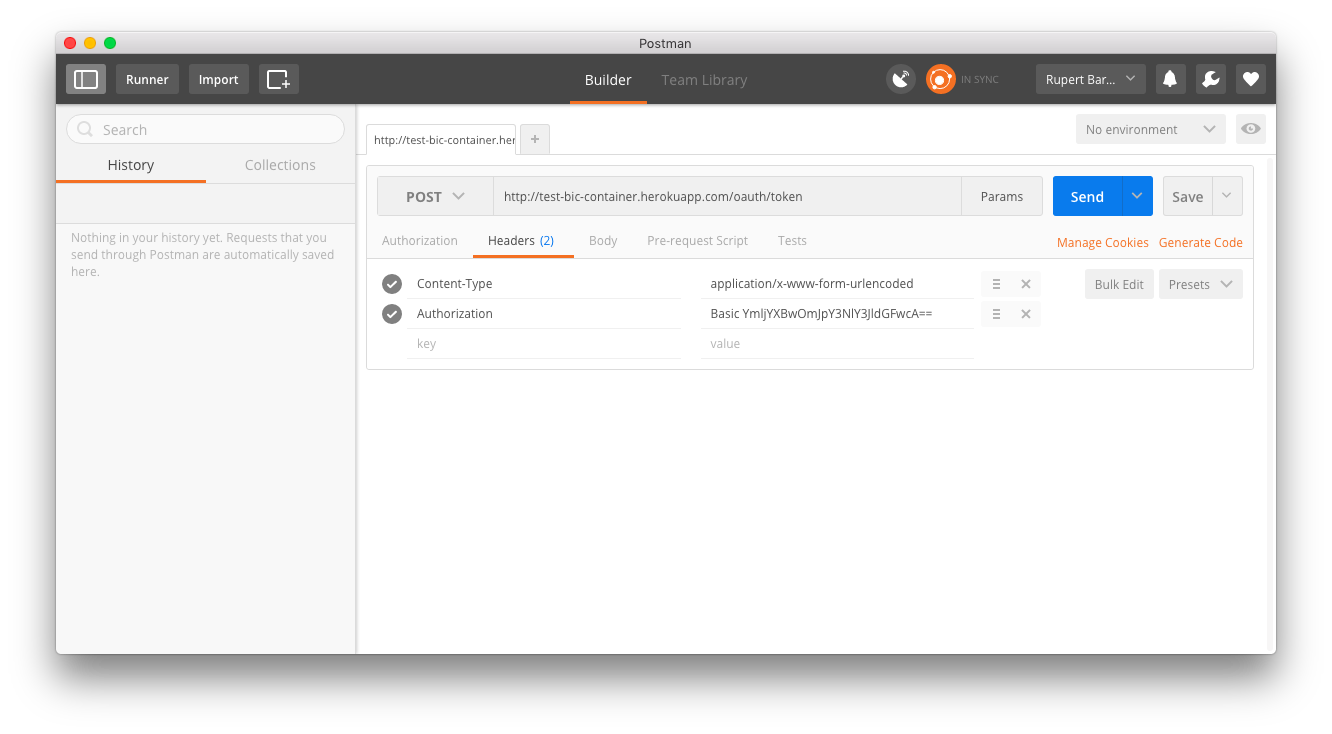 Postman
Runner
Import
Builder
Team Library
IN SYNC
Rupert Bar...
Search
History
Collections
Nothing in your history yet. Requests that you
send through Postman are automatically saved
here.
http://test-bic-container.her
+
No environment
POST
http://test-bic-container.herokuapp.com/oauth/token
Params
Send
Save
Authorization
Headers (2)
Body
Pre-request Script
Tests
Manage Cookies
Generate Code
Content-Type
application/x-www-form-urlencoded
Bulk Edit
Presets
Authorization
Basic YmljYXBwOmJpY3NlY3JldGFwcA==
key
value